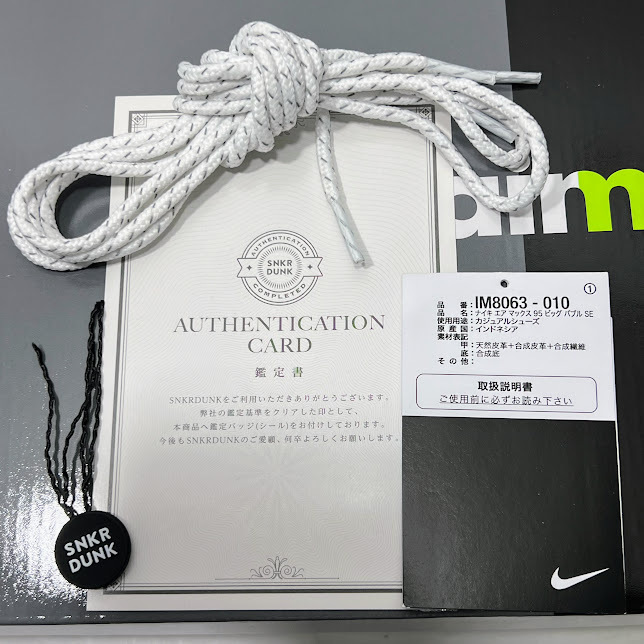 airm
AUTHENTICATION
SNKR
DUNK
COMPLETED
AUTHENTICATION
CARD
鑑定書
SNKRDUNKをご利用いただきありがとうございます。
弊社の鑑定基準をクリアした印として、
本商品へ鑑定バッジ(シール)をお付けしております。
今後もSNKRDUNKのご愛顧、何卒よろしくお願いします。
SNKR
DUNK
①
品番：IM8063 - 010
品名：ナイキ エア マックス 95 ビッグ バブル SE
使用用途：カジュアルシューズ
原産国：インドネシア
素材表記
甲：天然皮革＋合成皮革＋合成繊維
底：合成底
その他：
取扱説明書
ご使用前に必ずお読み下さい